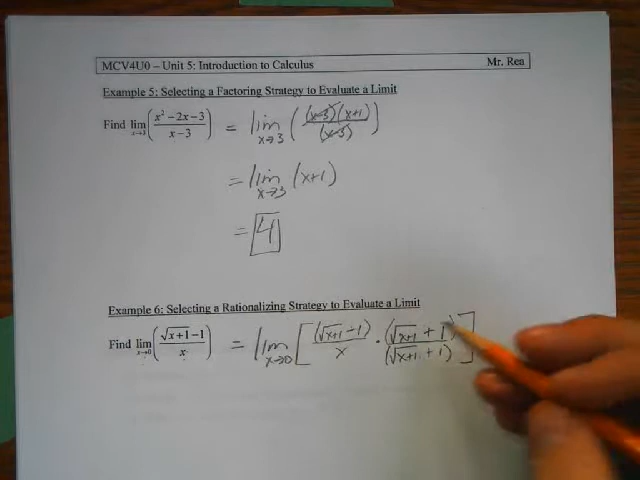 MCV4U0 – Unit 5: Introduction to Calculus Mr. Rea
Example 5: Selecting a Factoring Strategy to Evaluate a Limit
Find lim x→3 ( (x² − 2x − 3) / (x − 3) ) = lim x→3 ( (x-3)(x+1) / (x-3) )
= lim x→3 (x+1)
= 4
Example 6: Selecting a Rationalizing Strategy to Evaluate a Limit
Find lim x→0 ( (√(x+1) − 1) / x ) = lim x→0 [ (√(x+1) - 1) / x · (√(x+1) + 1) / (√(x+1) + 1) ]